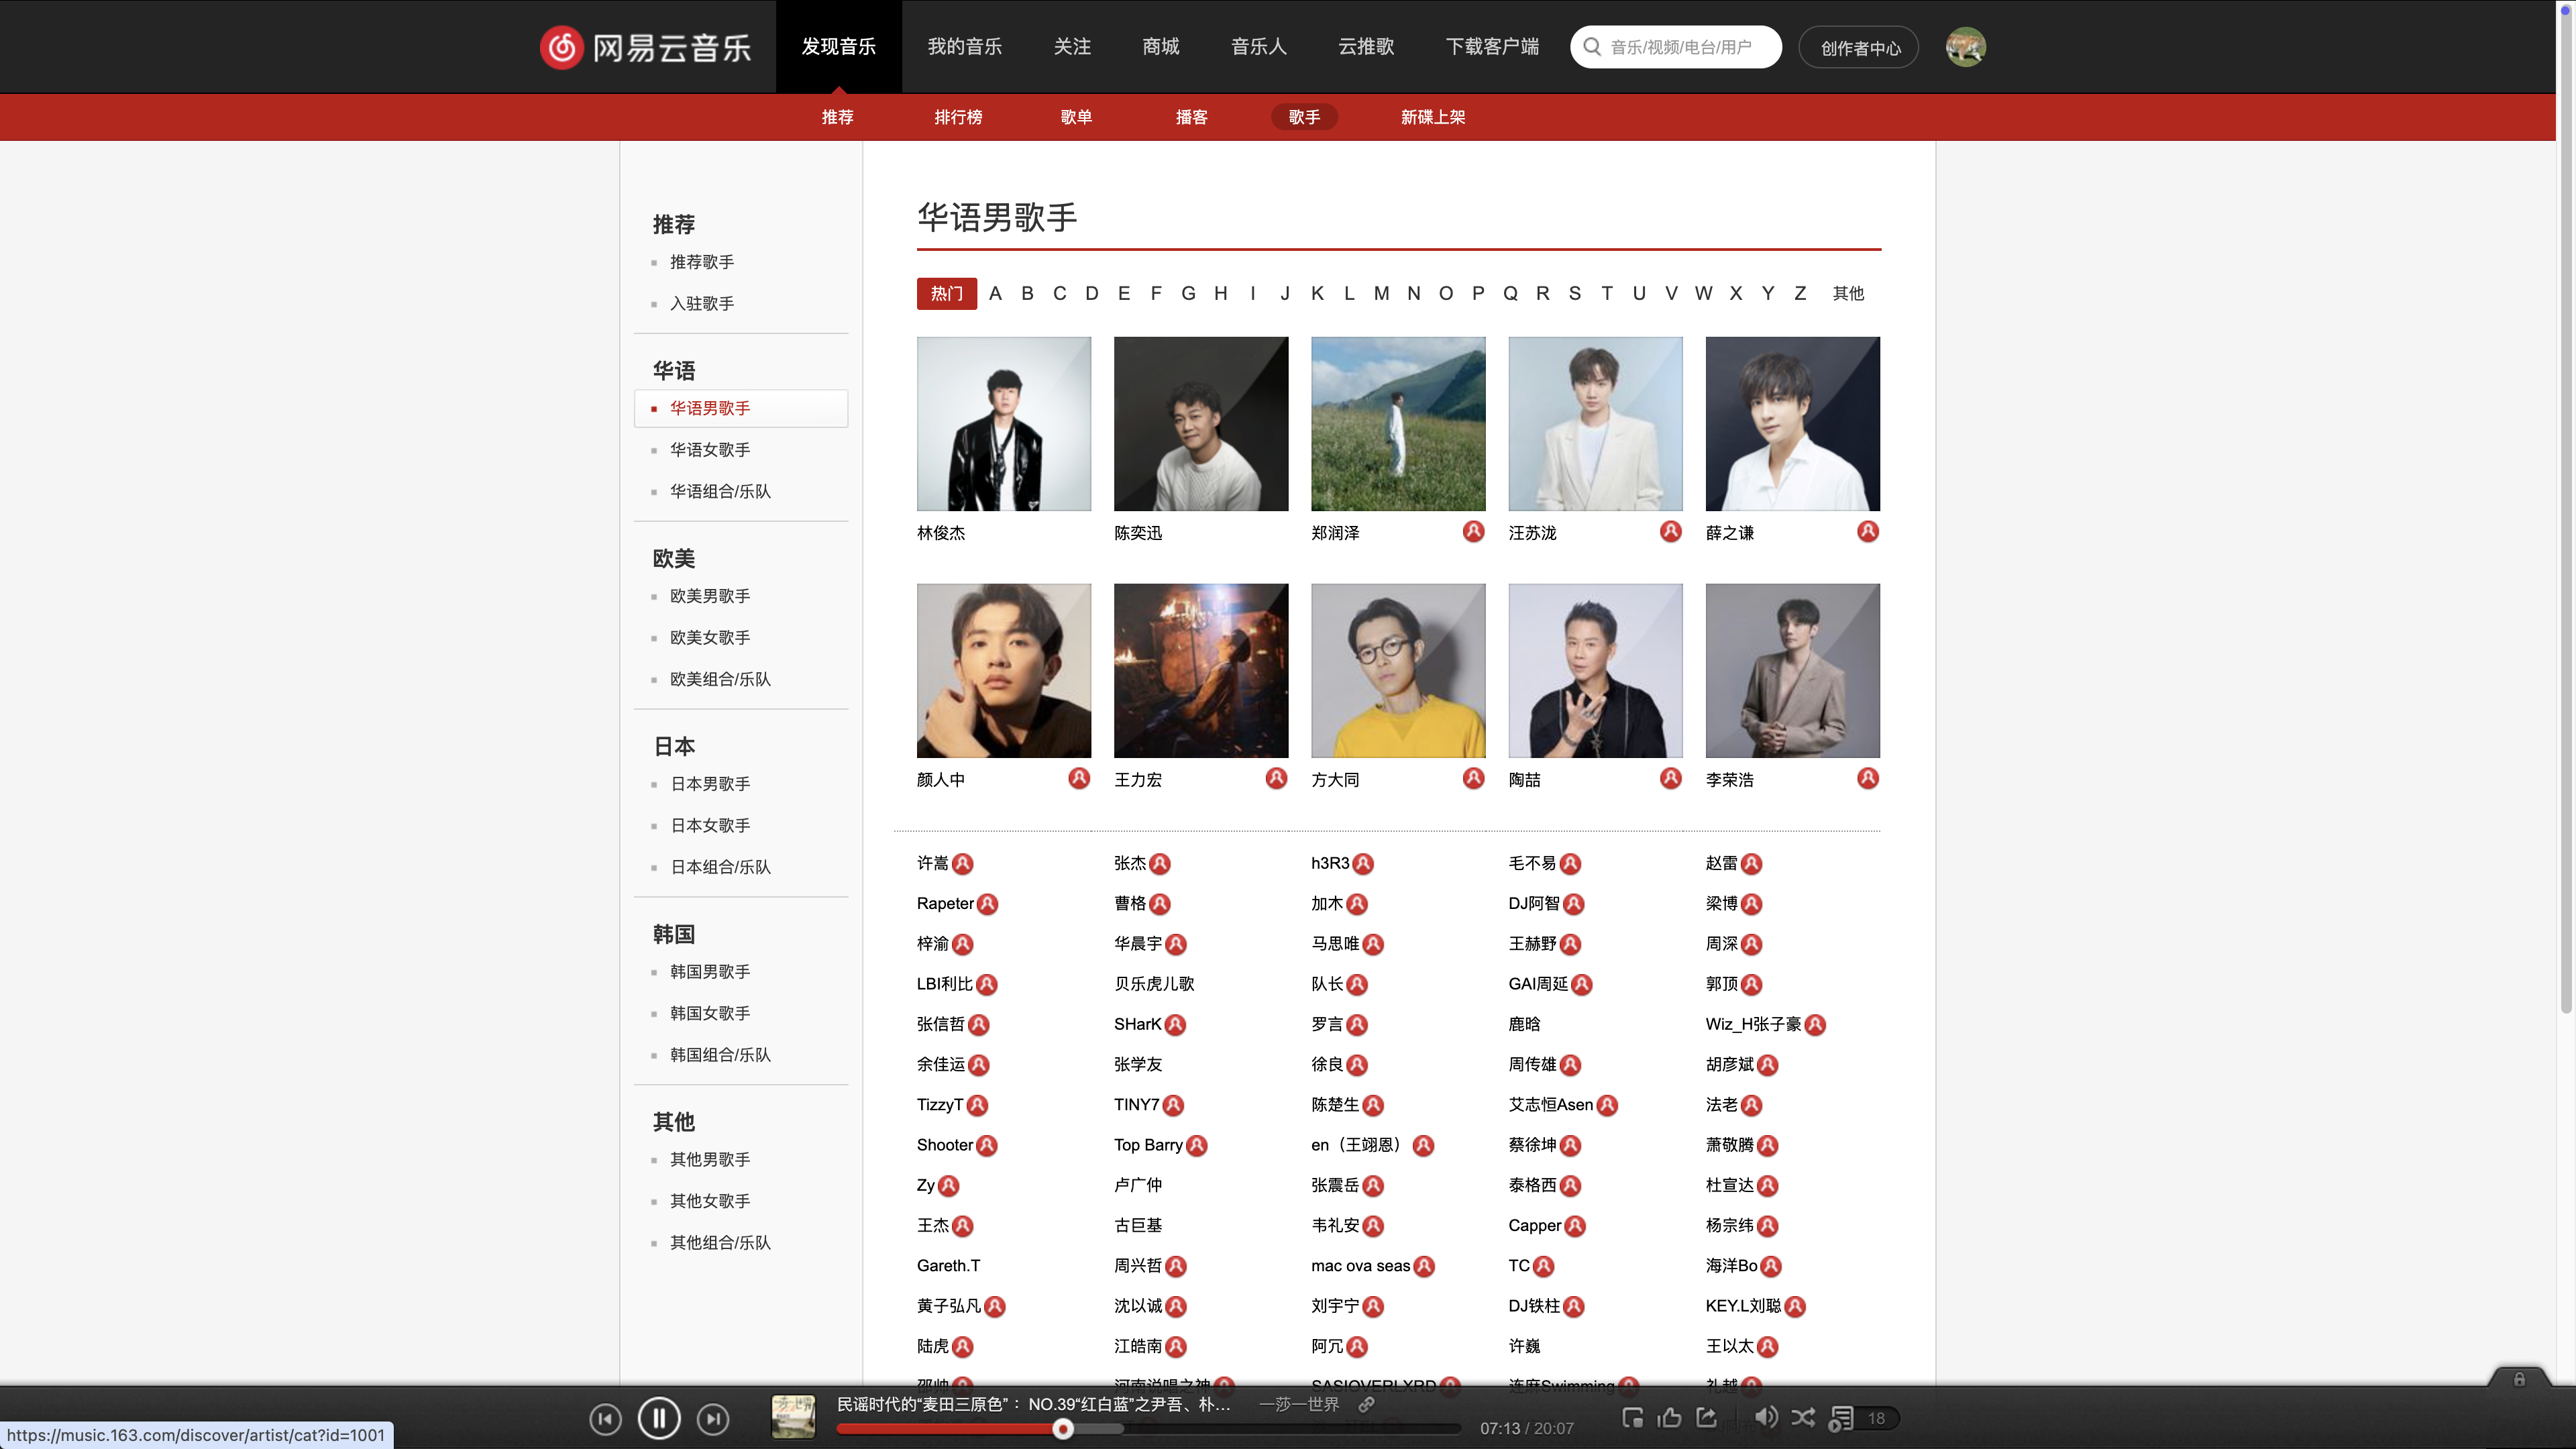 网易云音乐
发现音乐
我的音乐
关注
商城
音乐人
云推歌
下载客户端
音乐/视频/电台/用户
创作者中心
推荐
排行榜
歌单
播客
歌手
新碟上架
推荐
推荐歌手
入驻歌手
华语
华语男歌手
华语女歌手
华语组合/乐队
欧美
欧美男歌手
欧美女歌手
欧美组合/乐队
日本
日本男歌手
日本女歌手
日本组合/乐队
韩国
韩国男歌手
韩国女歌手
韩国组合/乐队
其他
其他男歌手
其他女歌手
其他组合/乐队
华语男歌手
热门 A B C D E F G H I J K L M N O P Q R S T U V W X Y Z 其他
林俊杰 陈奕迅 郑润泽 汪苏泷 薛之谦
颜人中 王力宏 方大同 陶喆 李荣浩
许嵩 张杰 h3R3 毛不易 赵雷
Rapeter 曹格 加木 DJ阿智 梁博
梓渝 华晨宇 马思唯 王赫野 周深
LBI利比 贝乐虎儿歌 队长 GAI周延 郭顶
张信哲 SHarK 罗言 鹿晗 Wiz_H张子豪
余佳运 张学友 徐良 周传雄 胡彦斌
TizzyT TINY7 陈楚生 艾志恒Asen 法老
Shooter Top Barry en（王翊恩） 蔡徐坤 萧敬腾
Zy 卢广仲 张震岳 泰格西 杜宣达
王杰 古巨基 韦礼安 Capper 杨宗纬
Gareth.T 周兴哲 mac ova seas TC 海洋Bo
黄子弘凡 沈以诚 刘宇宁 DJ铁柱 KEY.L刘聪
陆虎 江皓南 阿冗 许巍 王以太
邵帅 河南说唱之神 SASIOVERLXRD 连麻Swimming 礼越
民谣时代的“麦田三原色”： NO.39“红白蓝”之尹吾、朴... 一莎一世界
07:13 / 20:07
18
https://music.163.com/discover/artist/cat?id=1001